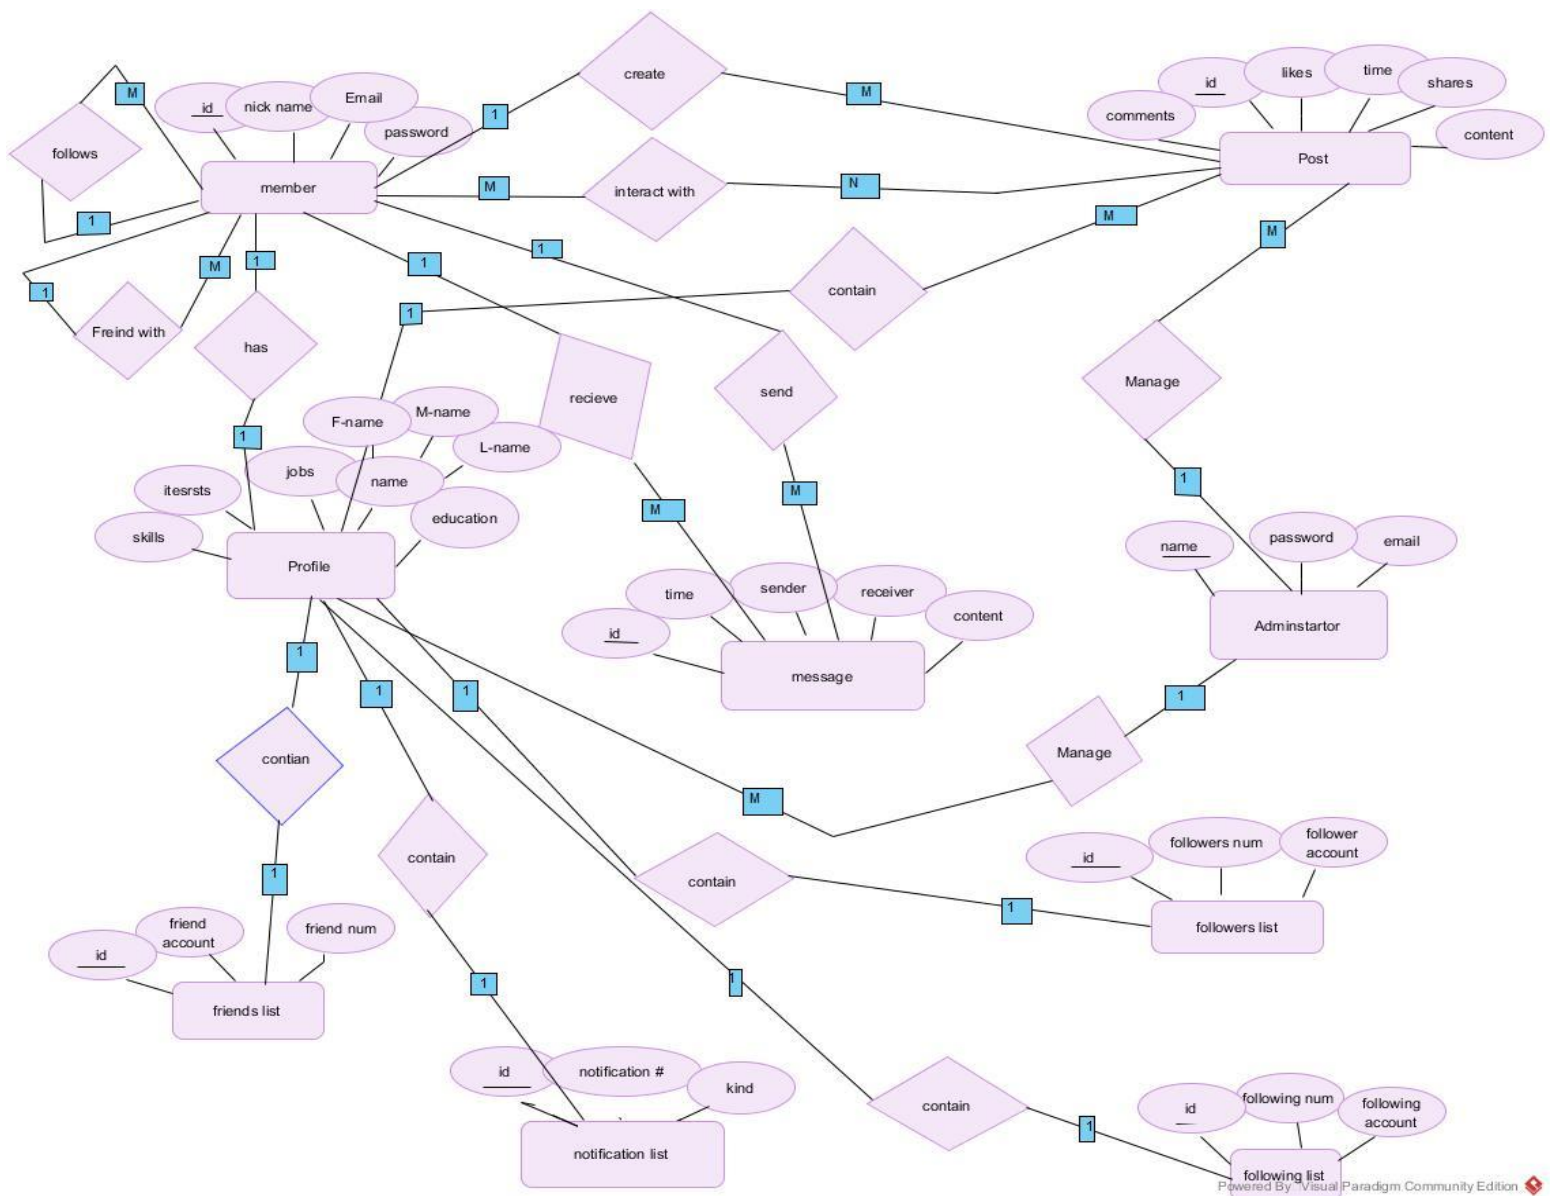 create
M
id
nick name
Email
password
1
M
comments
id
likes
time
shares
content
follows
member
Post
M
interact with
N
1
M
M
1
1
1
M
1
contain
1
1
Freind with
has
recieve
send
Manage
1
F-name
M-name
L-name
itesrsts
jobs
name
skills
education
M
M
1
Profile
name
password
email
time
sender
receiver
id
content
Adminstartor
message
1
1
1
1
contian
Manage
M
contain
contain
followers num
follower
account
id
1
1
followers list
friend
account
friend num
id
friends list
1
1
id
notification #
kind
contain
1
id
following num
following
account
notification list
following list
Powered By Visual Paradigm Community Edition